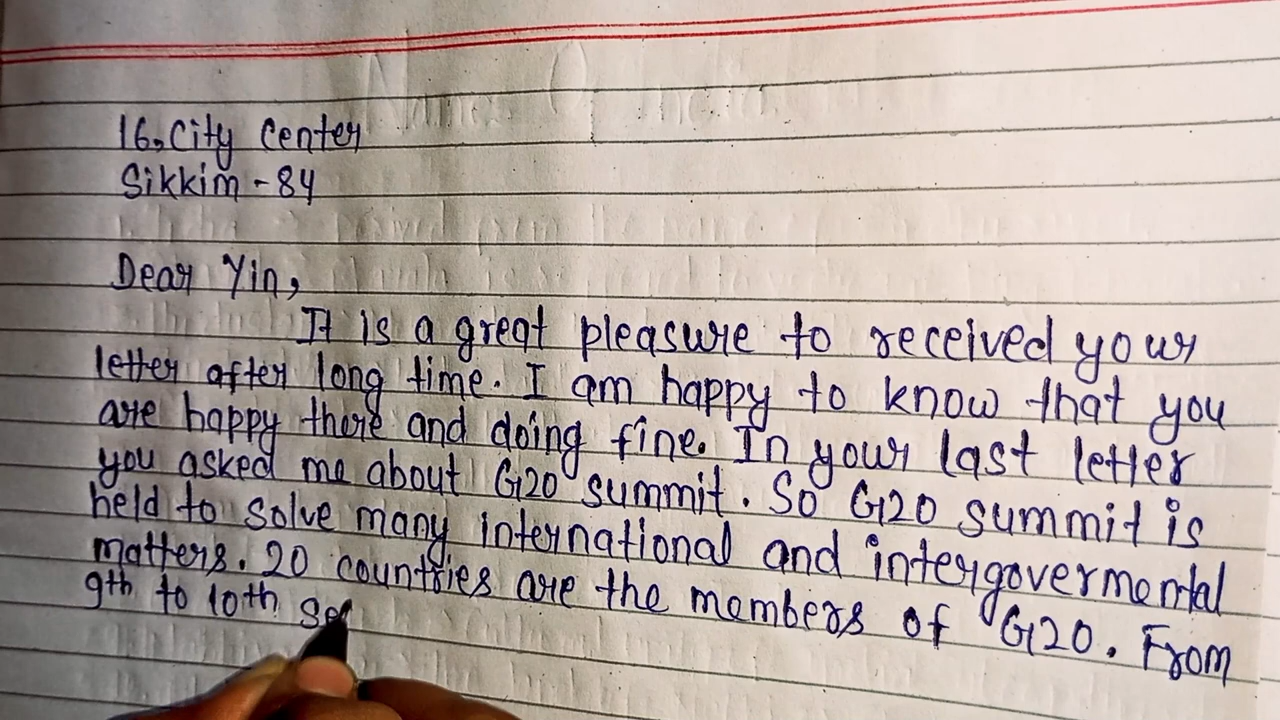 16, City Center
Sikkim - 84
Dear Yin,
It is a great pleasure to received your
letter after long time. I am happy to know that you
are happy there and doing fine. In your last letter
you asked me about G20 summit. So G20 summit is
held to solve many international and intergovermental
matters. 20 countries are the members of G20. From
9th to 10th Se